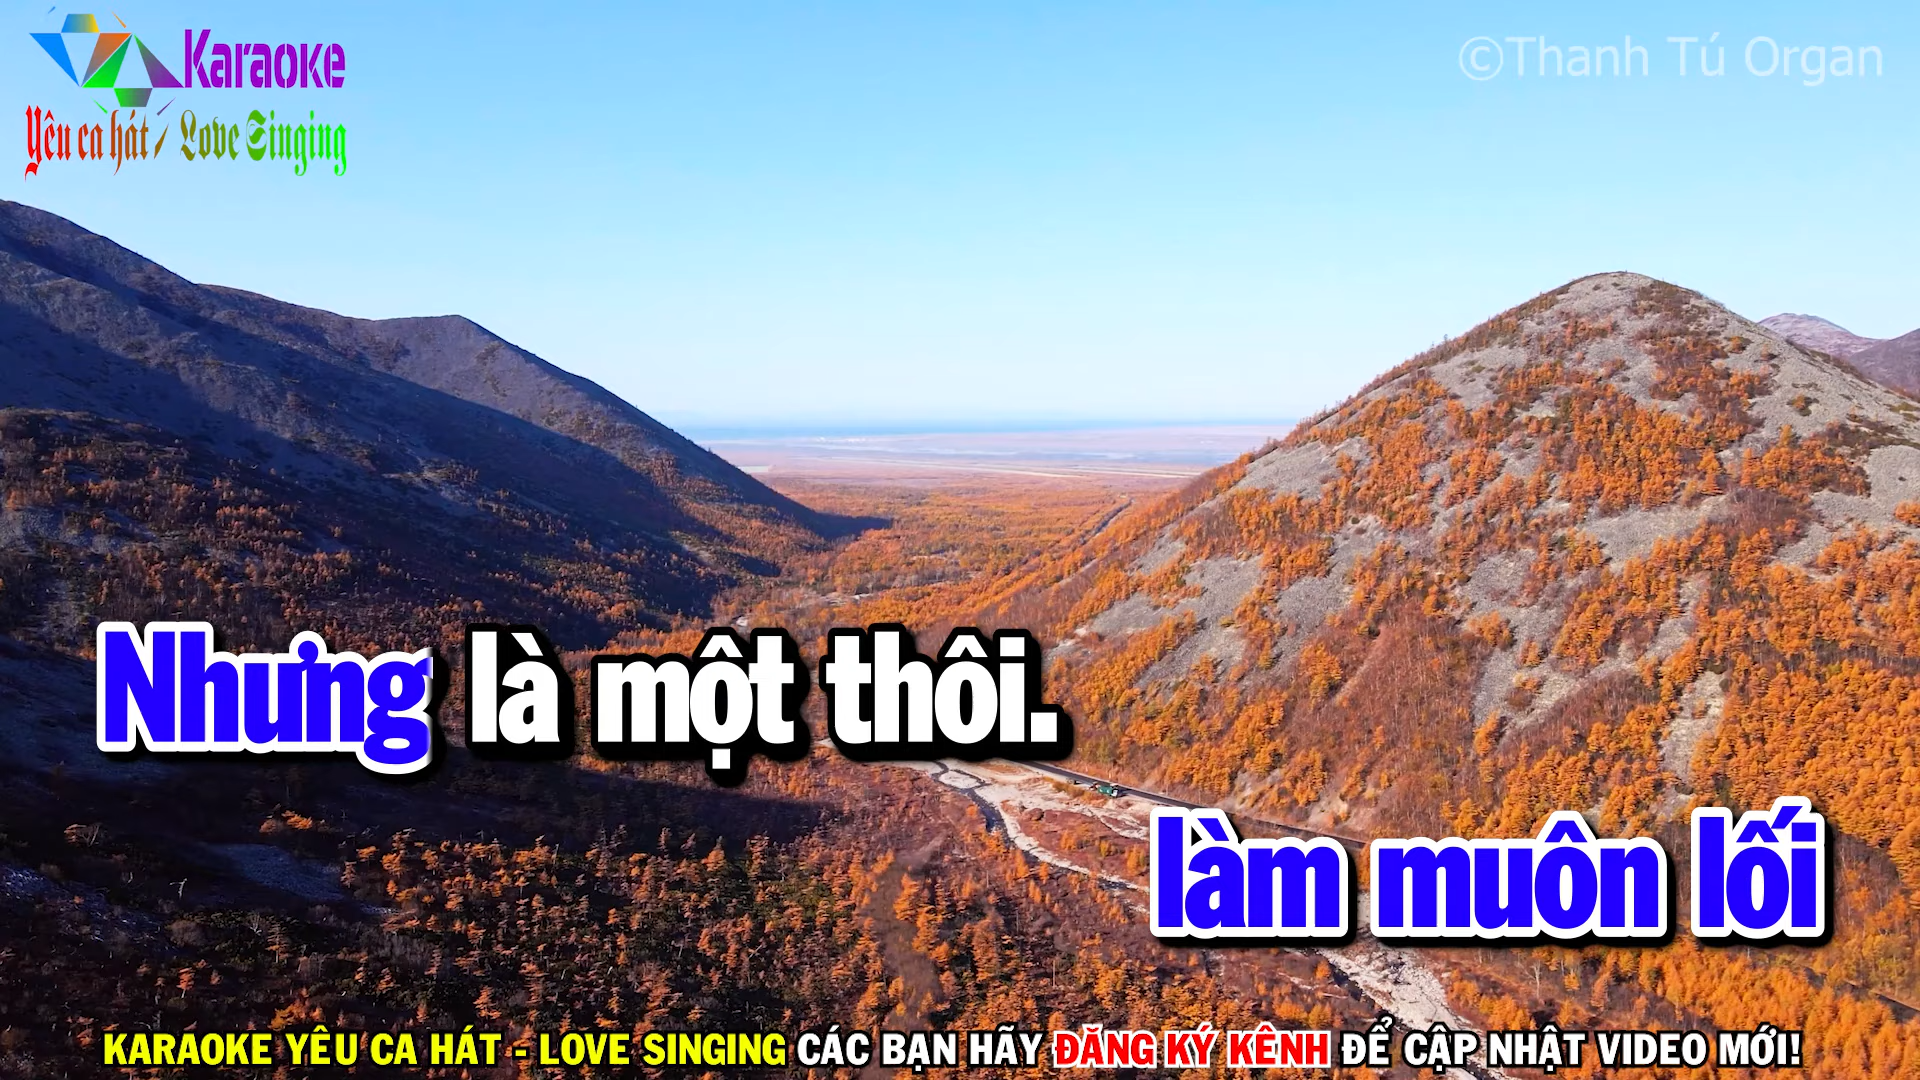 Karaoke
Yêu ca hát / Love Singing
©Thanh Tú Organ
Nhưng là một thôi.
làm muôn lối
KARAOKE YÊU CA HÁT - LOVE SINGING CÁC BẠN HÃY ĐĂNG KÝ KÊNH ĐỂ CẬP NHẬT VIDEO MỚI!